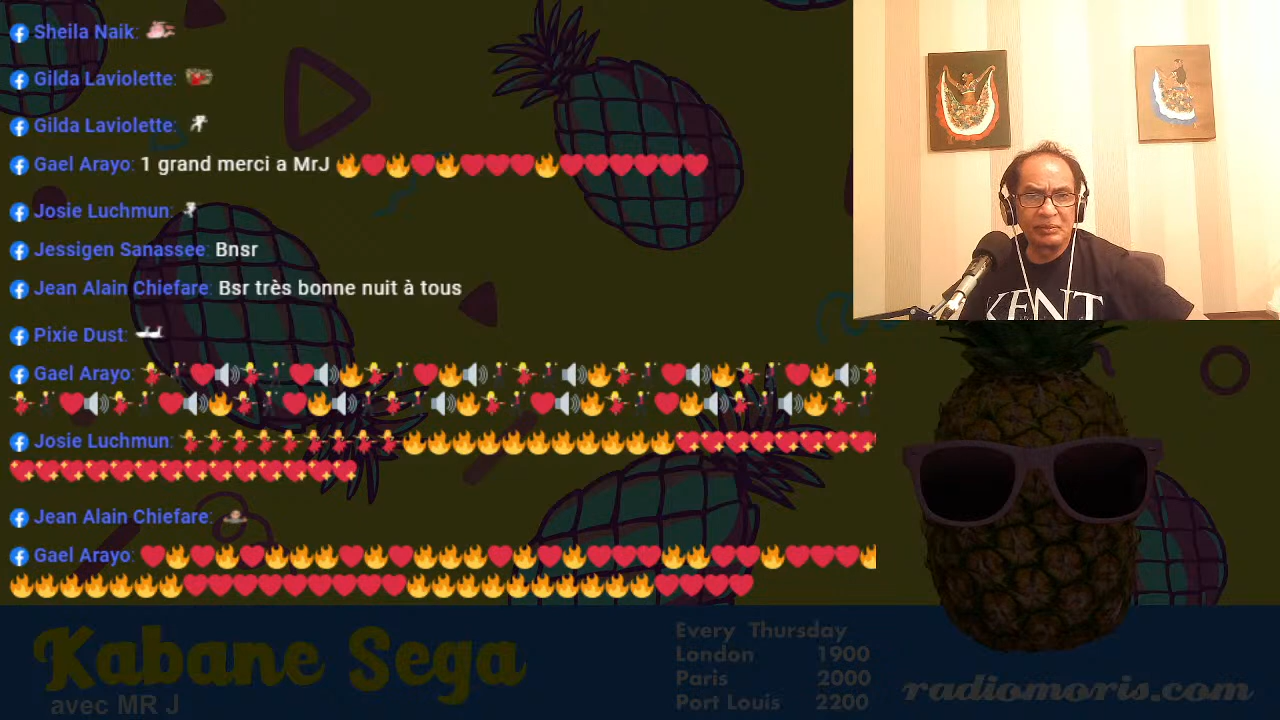 Sheila Naik:
Gilda Laviolette:
Gilda Laviolette:
Gael Arayo: 1 grand merci a MrJ 🔥❤️🔥❤️🔥❤️❤️❤️🔥❤️❤️❤️❤️❤️❤️
Josie Luchmun:
Jessigen Sanassee: Bnsr
Jean Alain Chiefare: Bsr très bonne nuit à tous
Pixie Dust:
Gael Arayo:
Josie Luchmun:
Jean Alain Chiefare:
Gael Arayo:
KENT
Kabane Sega
avec MR J
Every Thursday
London 1900
Paris 2000
Port Louis 2200
radiomoris.com